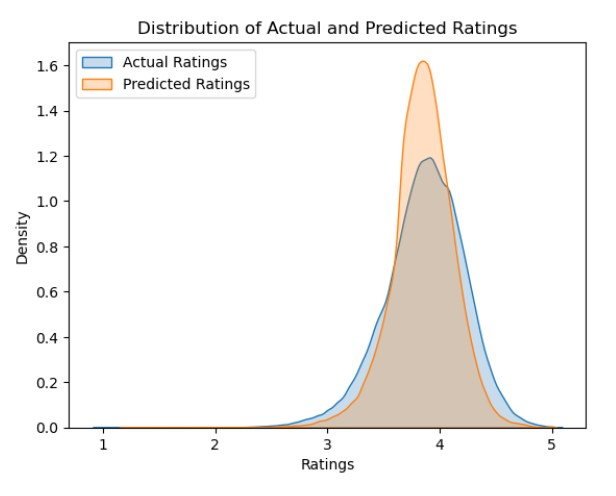 Distribution of Actual and Predicted Ratings
Actual Ratings
Predicted Ratings
1.6
1.4
1.2
1.0
0.8
0.6
0.4
0.2
0.0
Density
1 2 3 4 5
Ratings